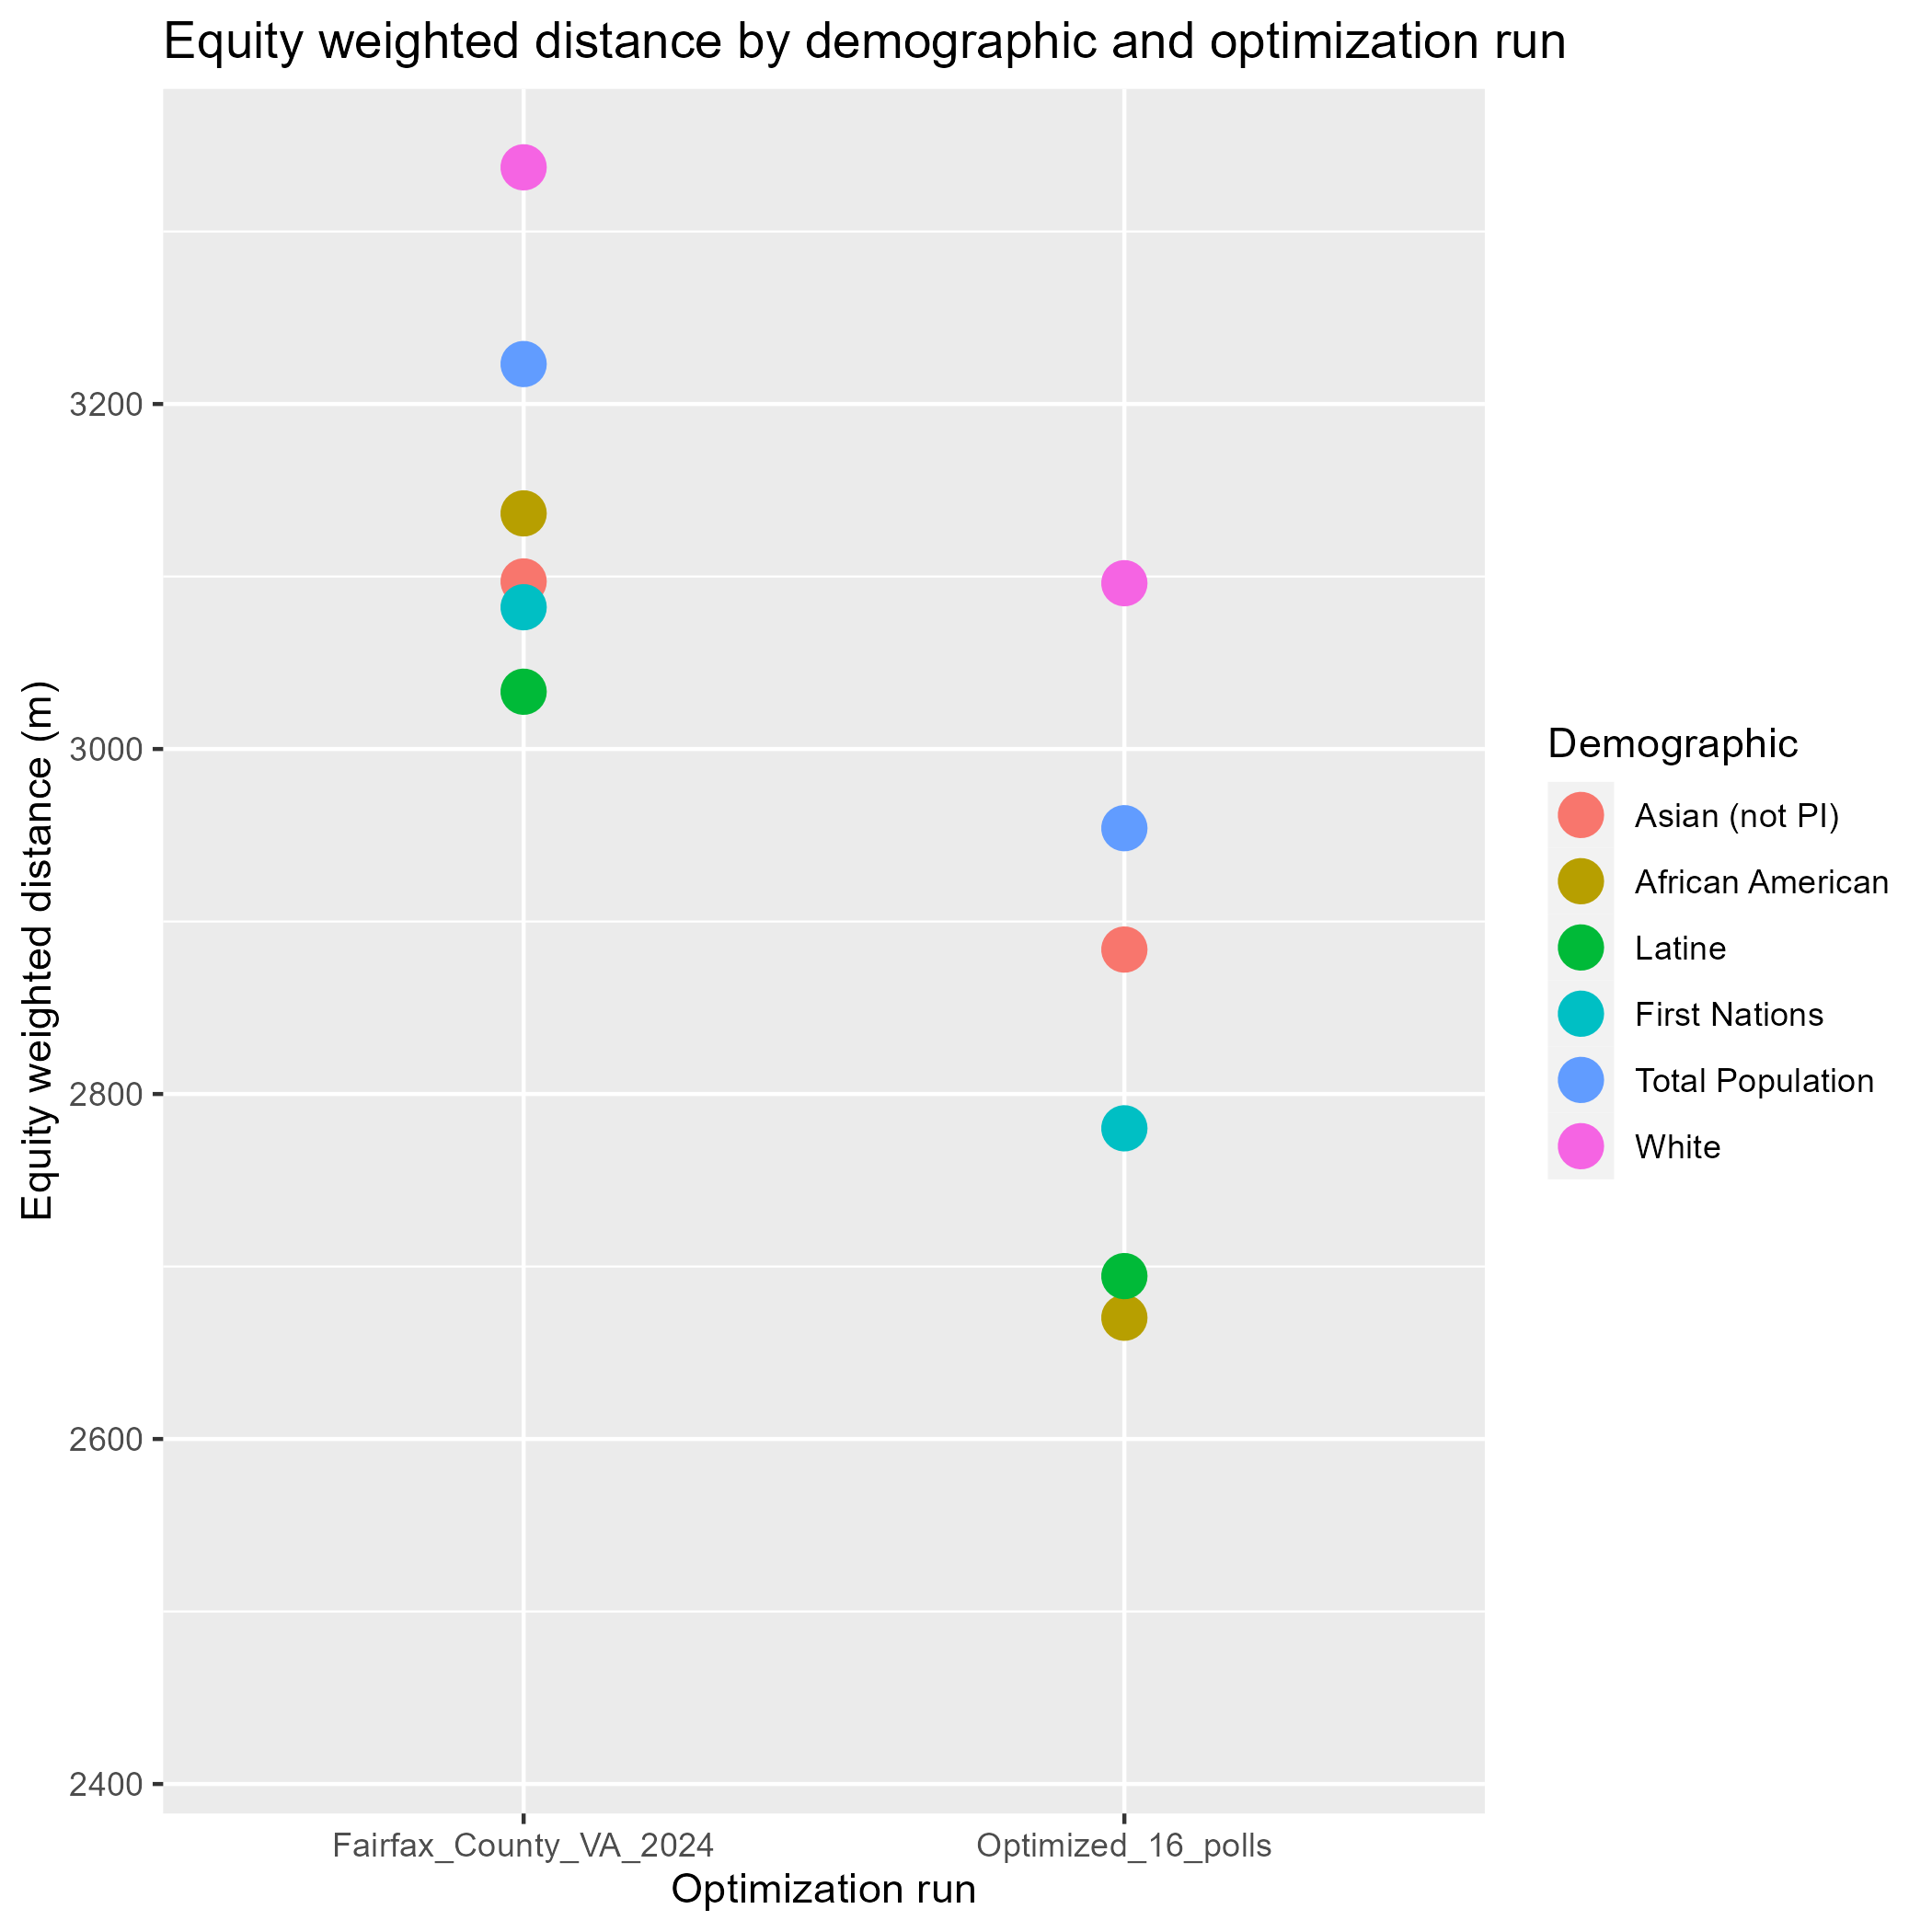 Equity weighted distance by demographic and optimization run
Equity weighted distance (m)
3200
3000
2800
2600
2400
Fairfax_County_VA_2024
Optimized_16_polls
Optimization run
Demographic
Asian (not PI)
African American
Latine
First Nations
Total Population
White